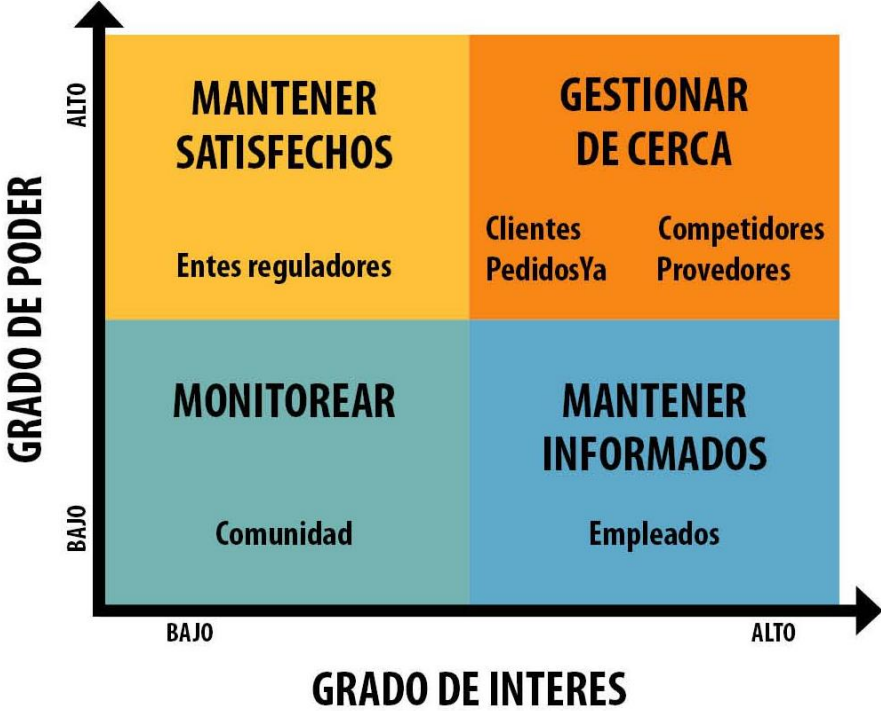 GRADO DE PODER
ALTO
BAJO
MANTENER
SATISFECHOS
Entes reguladores
GESTIONAR
DE CERCA
Clientes Competidores
PedidosYa Provedores
MONITOREAR
Comunidad
MANTENER
INFORMADOS
Empleados
BAJO
ALTO
GRADO DE INTERES